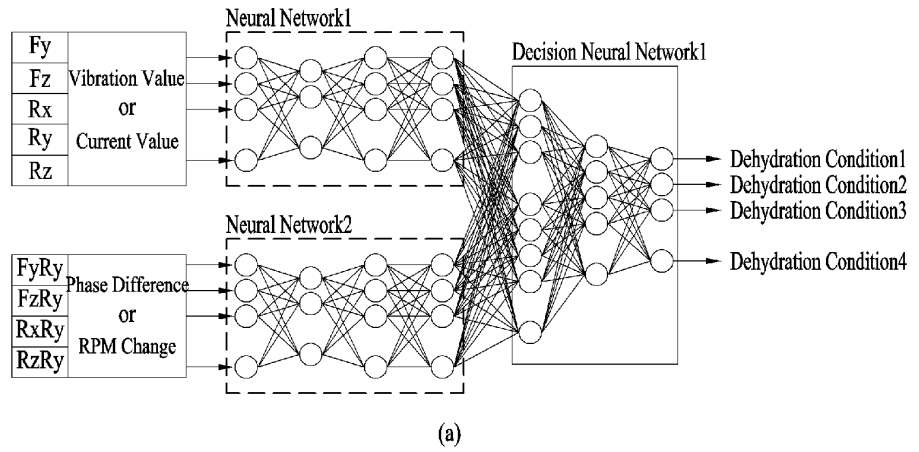 Neural Network1
Fy
Fz
Rx
Ry
Rz
Vibration Value
or
Current Value
Decision Neural Network1
Dehydration Condition1
Dehydration Condition2
Dehydration Condition3
Dehydration Condition4
Neural Network2
FyRy
FzRy
RxRy
RzRy
Phase Difference
or
RPM Change
(a)